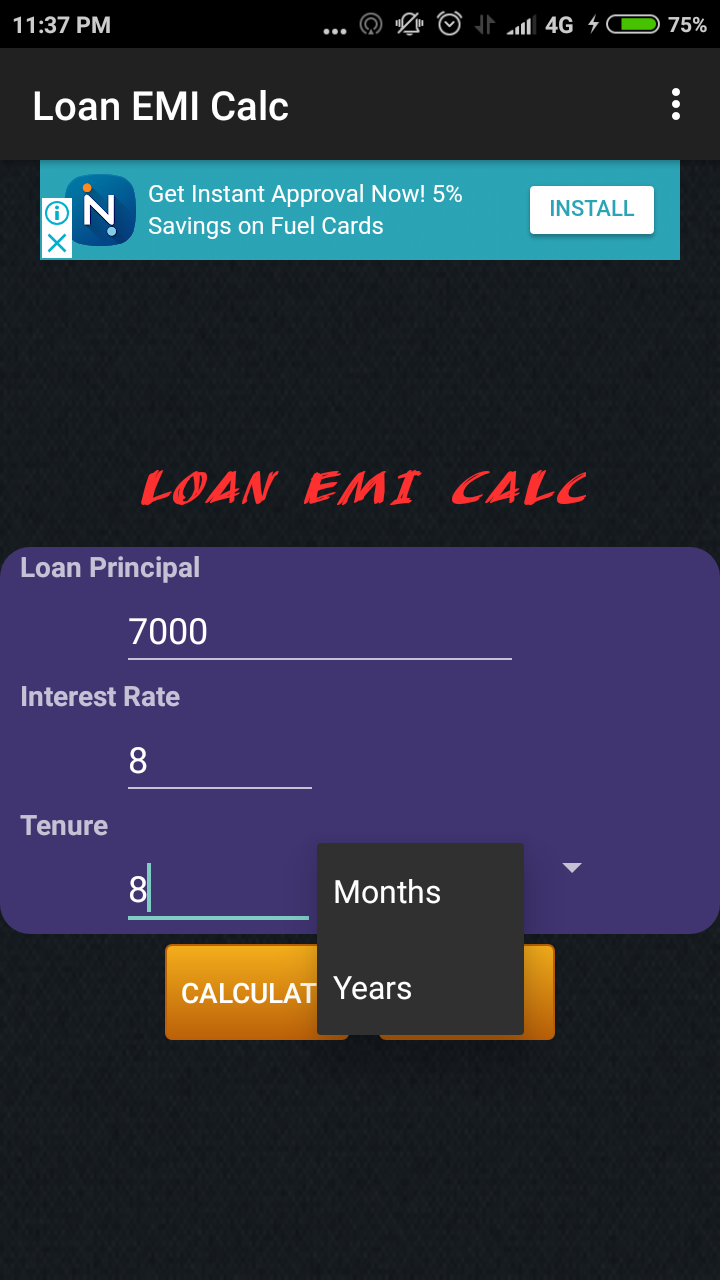 11:37 PM
4G
75%
Loan EMI Calc
N
Get Instant Approval Now! 5%
Savings on Fuel Cards
INSTALL
LOAN EMI CALC
Loan Principal
7000
Interest Rate
8
Tenure
8
Months
Years
CALCULAT